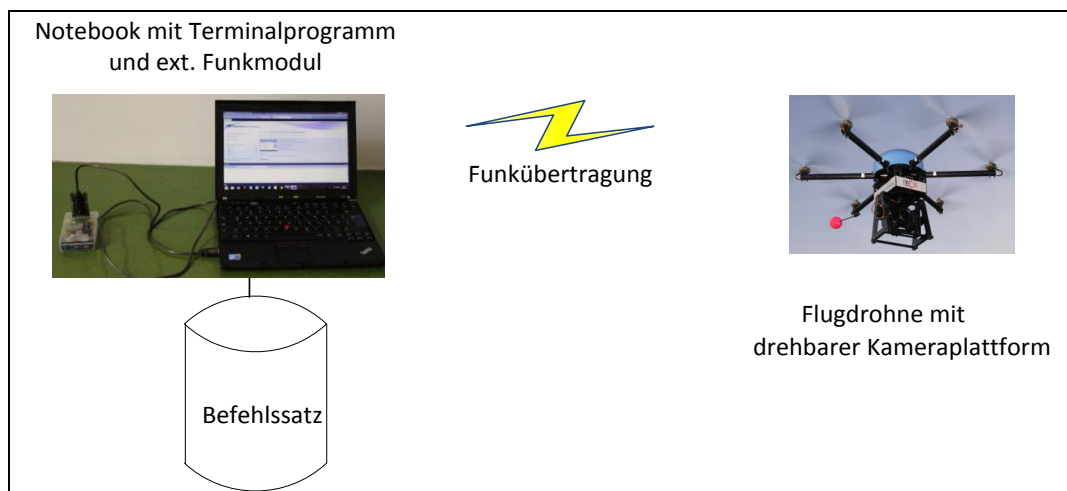 Notebook mit Terminalprogramm
und ext. Funkmodul
Funkübertragung
Flugdrohne mit
drehbarer Kameraplattform
Befehlssatz